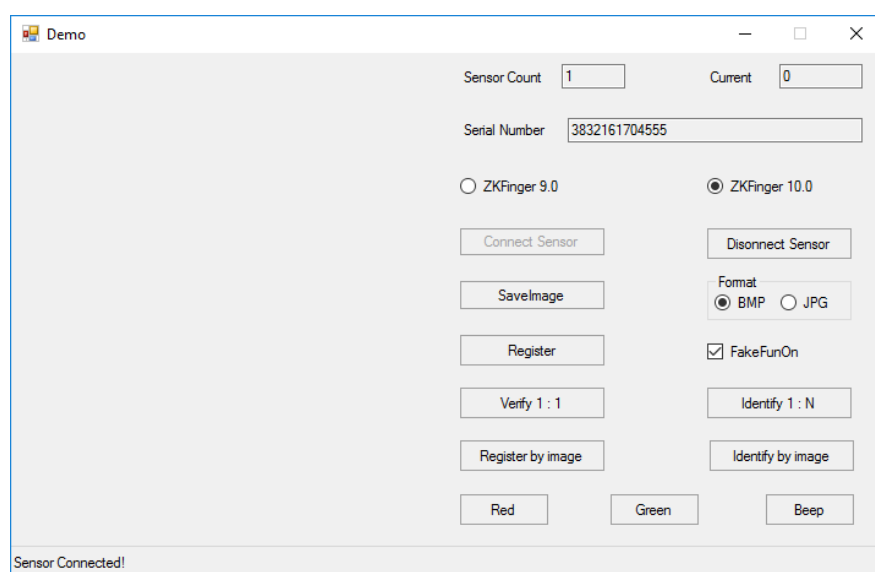 Demo
Sensor Count 1 Current 0
Serial Number 3832161704555
ZKFinger 9.0 ZKFinger 10.0
Connect Sensor Disonnect Sensor
Format
SaveImage BMP JPG
Register FakeFunOn
Verify 1 : 1 Identify 1 : N
Register by image Identify by image
Red Green Beep
Sensor Connected!